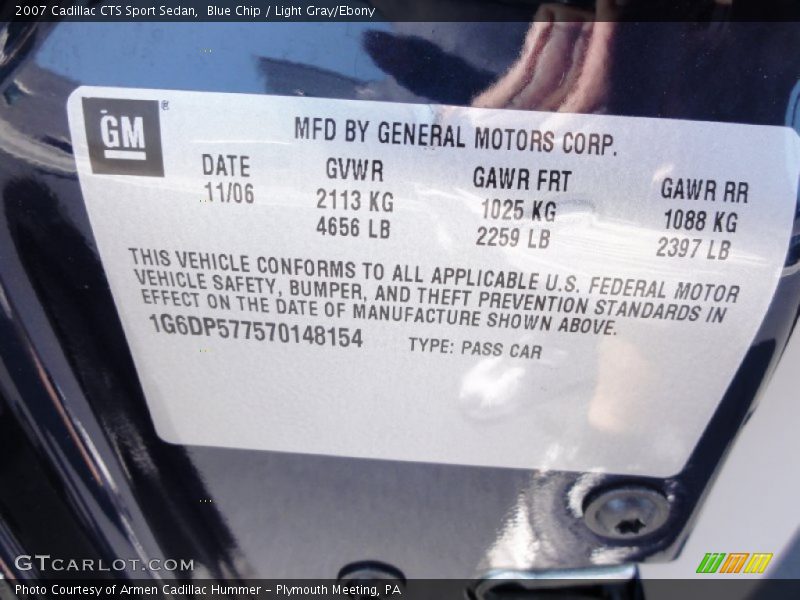 2007 Cadillac CTS Sport Sedan,  Blue Chip / Light Gray/Ebony
GM ®
MFD BY GENERAL MOTORS CORP.
DATE GVWR GAWR FRT GAWR RR
11/06 2113 KG 1025 KG 1088 KG
4656 LB 2259 LB 2397 LB
THIS VEHICLE CONFORMS TO ALL APPLICABLE U.S. FEDERAL MOTOR
VEHICLE SAFETY, BUMPER, AND THEFT PREVENTION STANDARDS IN
EFFECT ON THE DATE OF MANUFACTURE SHOWN ABOVE.
1G6DP577570148154 TYPE: PASS CAR
GTCARLOT.COM
Photo Courtesy of Armen Cadillac Hummer – Plymouth Meeting, PA